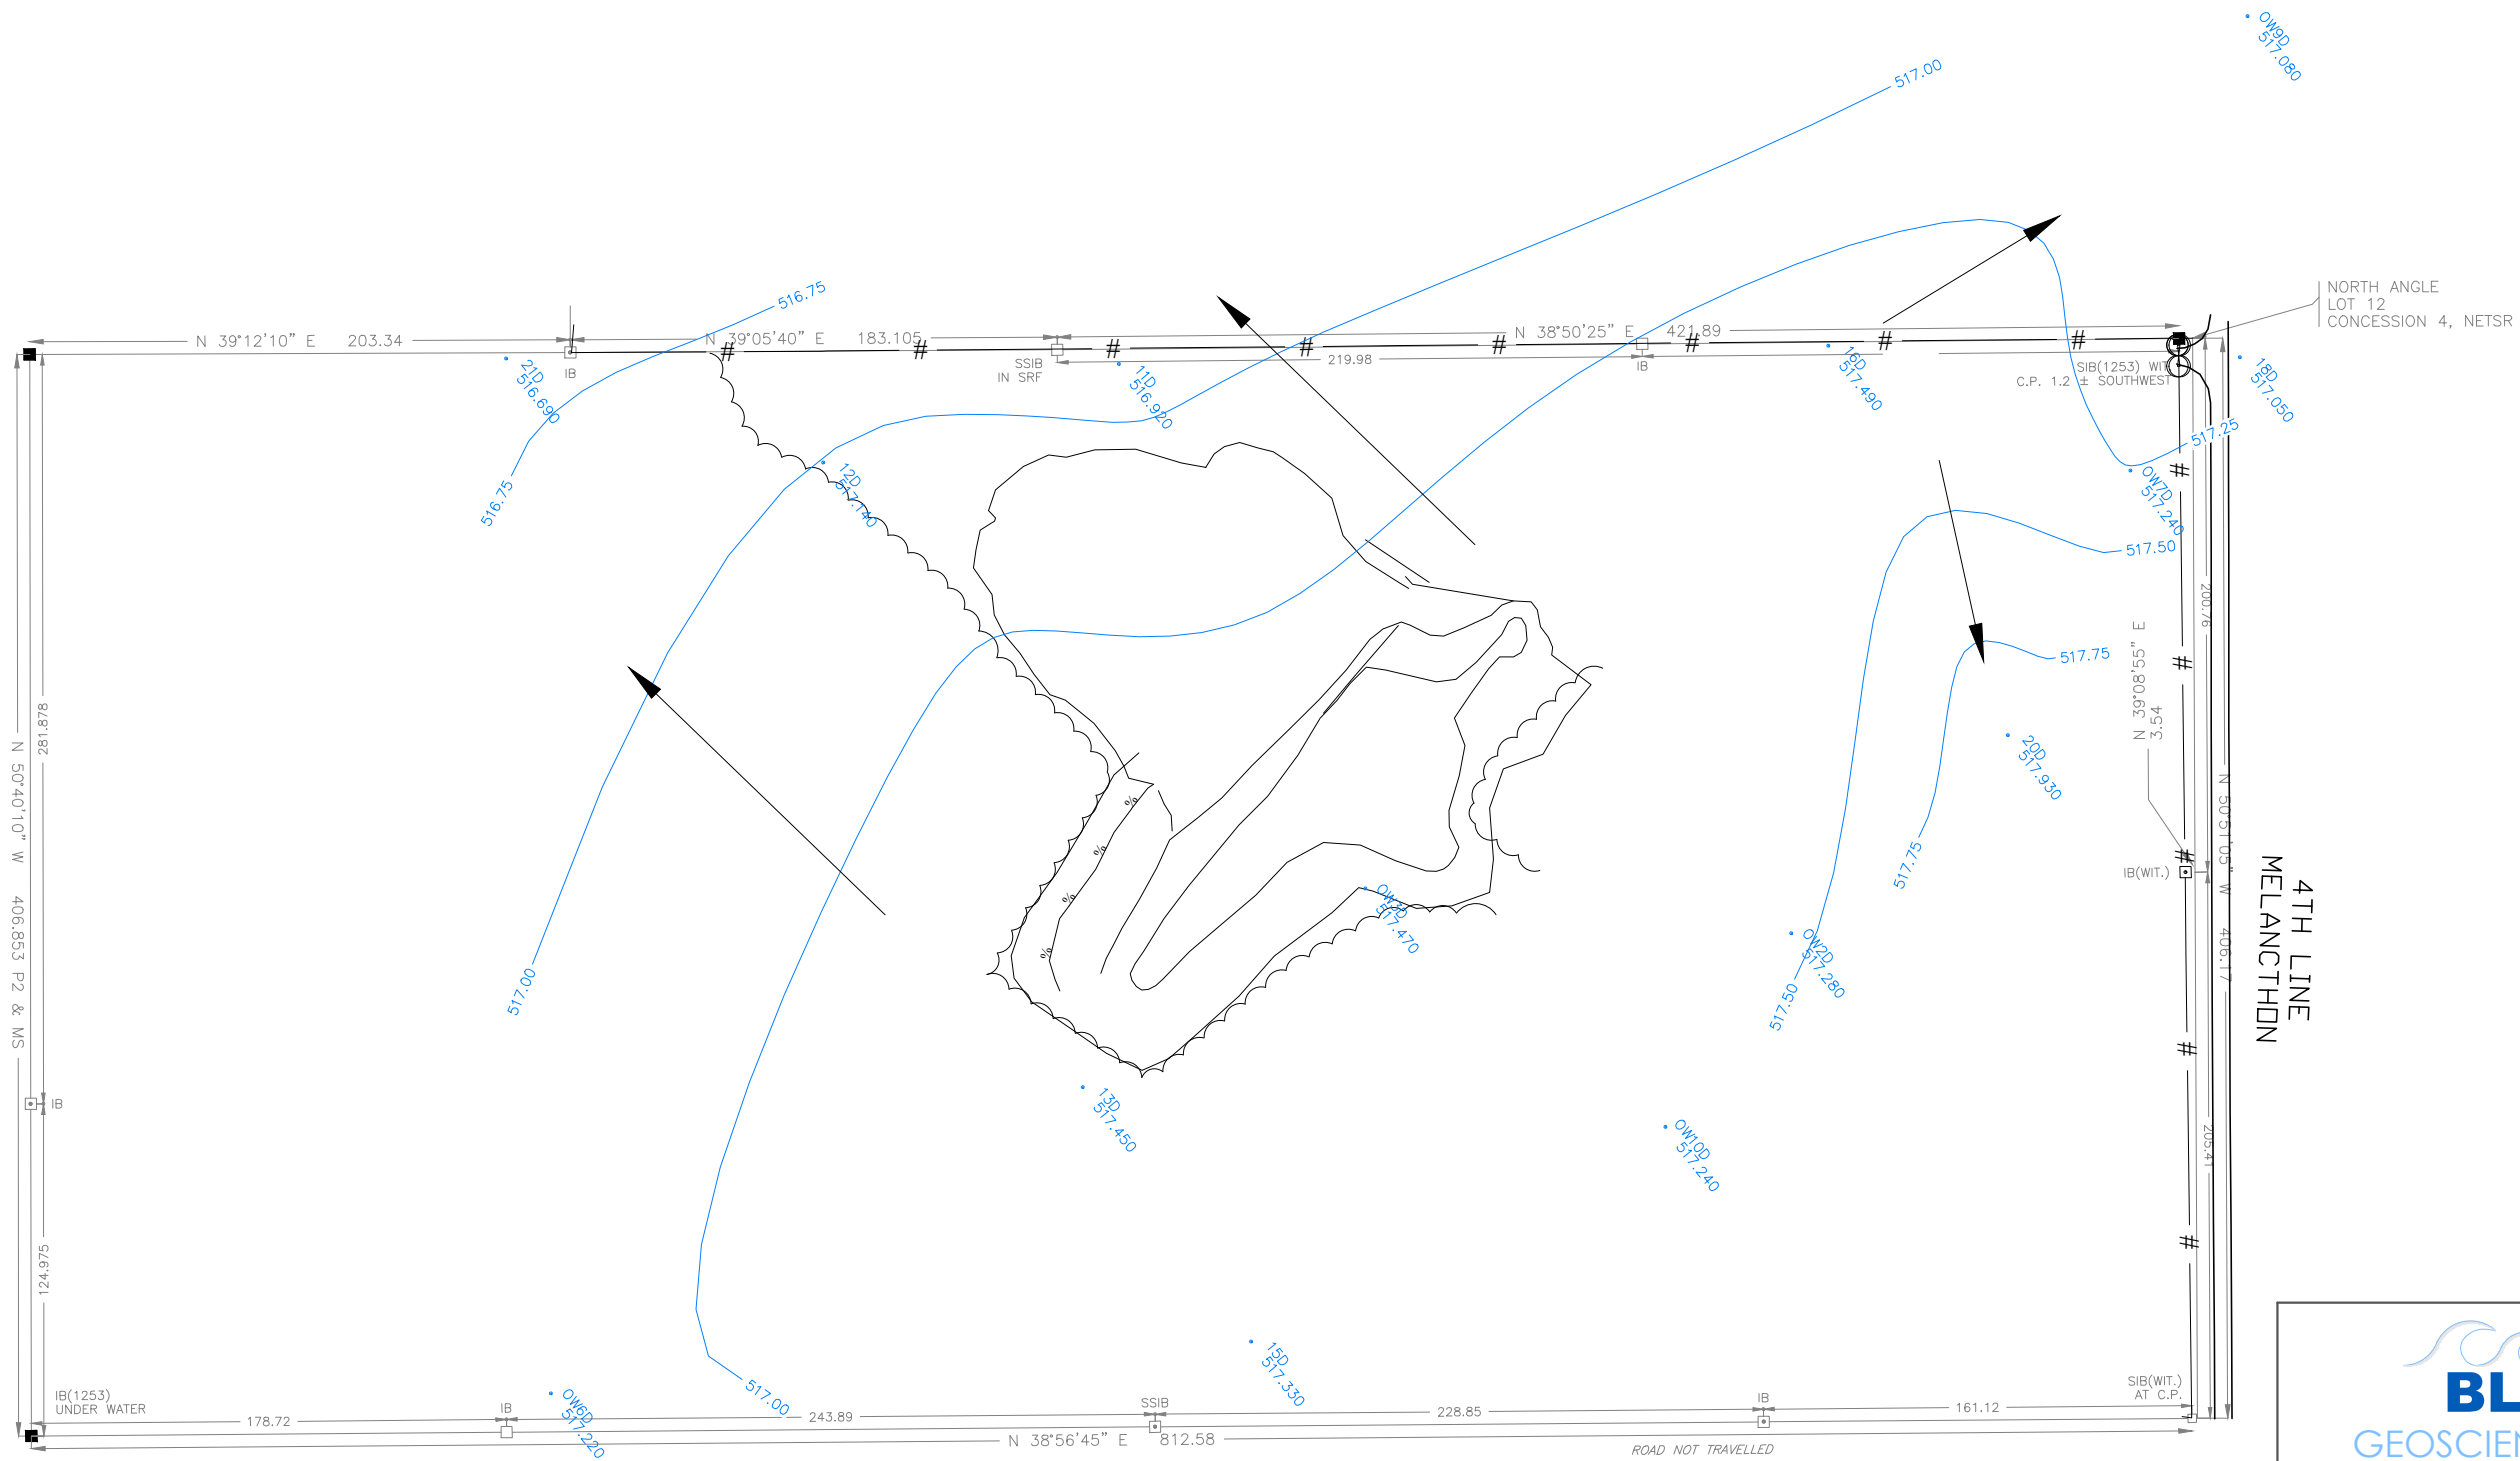 OW9D
517.080
517.00
NORTH ANGLE
LOT 12
CONCESSION 4, NETSR
516.75
N 39°12'10" E 203.34
N 39°05'40" E 183.105
N 38°50'25" E 421.89
219.98
SSIB
IN SRF
IB
IB
SIB(1253) WIT
C.P. 1.2 ± SOUTHWEST
21D
516.690
11D
516.920
16D
517.490
18D
517.050
517.25
516.75
12D
517.140
OW7D
517.240
517.50
200.76
N 39°08'55" E
3.54
517.75
281.878
N 50°40'10" W 406.853 P2 & MS
20D
517.930
N 50°51'05" W 406.17
4TH LINE
MELANCTHON
%
%
%
%
517.75
IB(WIT.)
OW3D
517.470
OW2D
517.280
517.50
517.00
IB
13D
517.450
OW10D
517.240
205.41
124.975
15D
517.330
517.00
OW6D
517.220
IB(1253)
UNDER WATER
IB
SSIB
IB
SIB(WIT.)
AT C.P.
178.72
243.89
228.85
161.12
N 38°56'45" E 812.58
ROAD NOT TRAVELLED
BL
GEOSCIEN